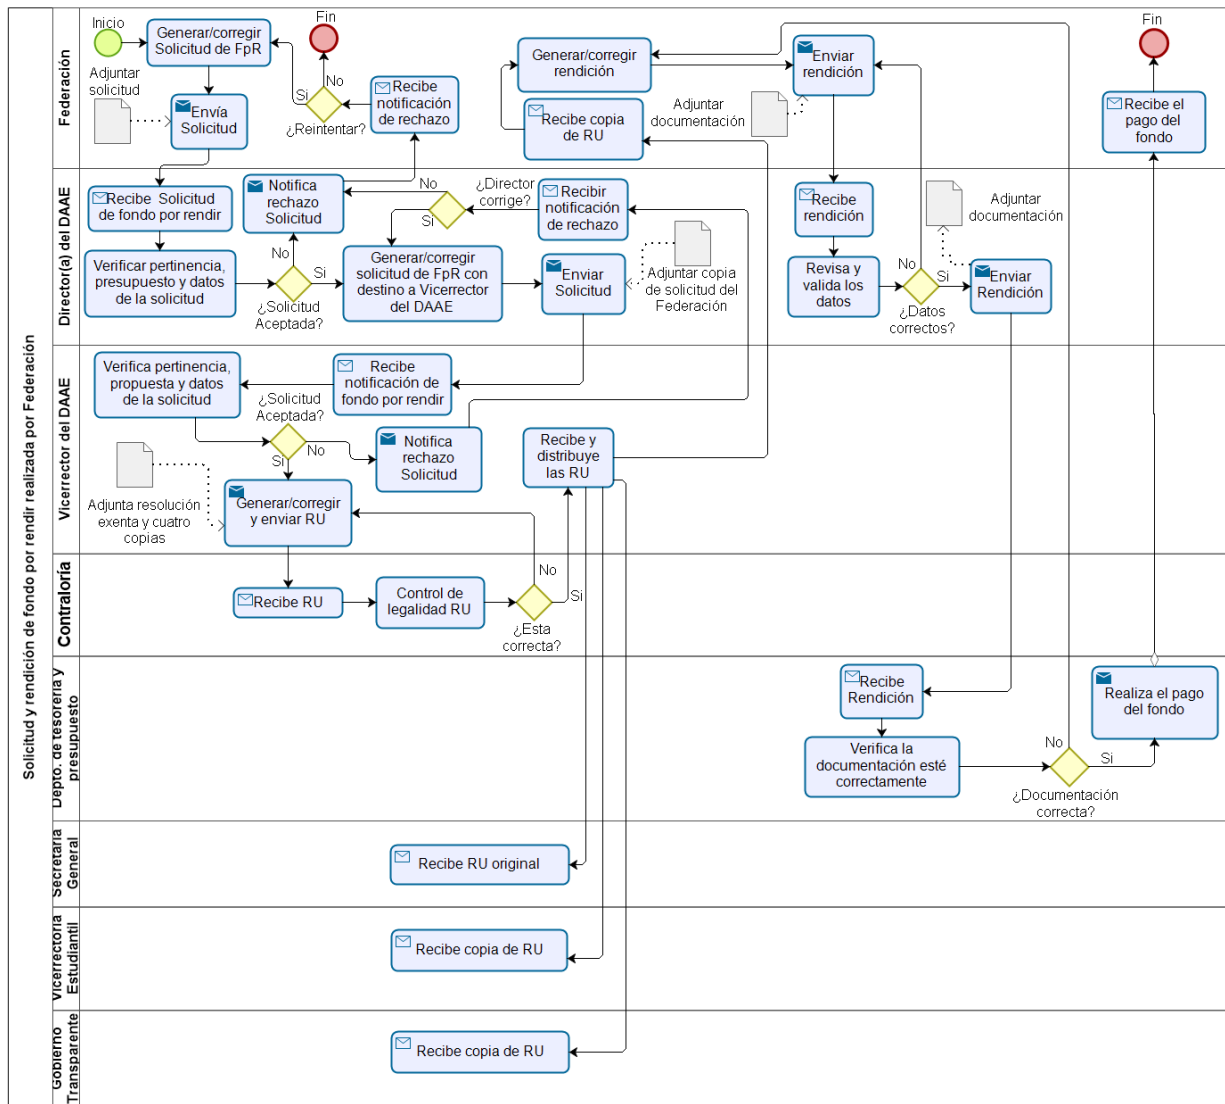 Solicitud y rendición de fondo por rendir realizada por Federación
Federación
Inicio
Generar/corregir
Solicitud de FpR
Fin
Adjuntar
solicitud
Envía
Solicitud
Si
No
¿Reintentar?
Recibe
notificación
de rechazo
Generar/corregir
rendición
Recibe copia
de RU
Enviar
rendición
Adjuntar
documentación
Fin
Recibe el
pago del
fondo
Director(a) del DAAE
Recibe Solicitud
de fondo por rendir
Verificar pertinencia,
presupuesto y datos
de la solicitud
Notifica
rechazo
Solicitud
No
Si
¿Solicitud
Aceptada?
No
Si
¿Director
corrige?
Recibir
notificación
de rechazo
Generar/corregir
solicitud de FpR con
destino a Vicerrector
del DAAE
Enviar
Solicitud
Adjuntar copia
de solicitud del
Federación
Recibe
rendición
Revisa y
valida los
datos
No
Si
¿Datos
correctos?
Adjuntar
documentación
Enviar
Rendición
Vicerrector del DAAE
Verifica pertinencia,
propuesta y datos
de la solicitud
Recibe
notificación de
fondo por rendir
¿Solicitud
Aceptada?
Si
No
Notifica
rechazo
Solicitud
Recibe y
distribuye
las RU
Adjunta resolución
exenta y cuatro
copias
Generar/corregir
y enviar RU
Contraloría
Recibe RU
Control de
legalidad RU
No
Si
¿Esta
correcta?
Depto. de tesorería y
presupuesto
Recibe
Rendición
Verifica la
documentación esté
correctamente
No
Si
¿Documentación
correcta?
Realiza el pago
del fondo
Secretaría
General
Recibe RU original
Vicerrectoría
Estudiantil
Recibe copia de RU
Gobierno
Transparente
Recibe copia de RU